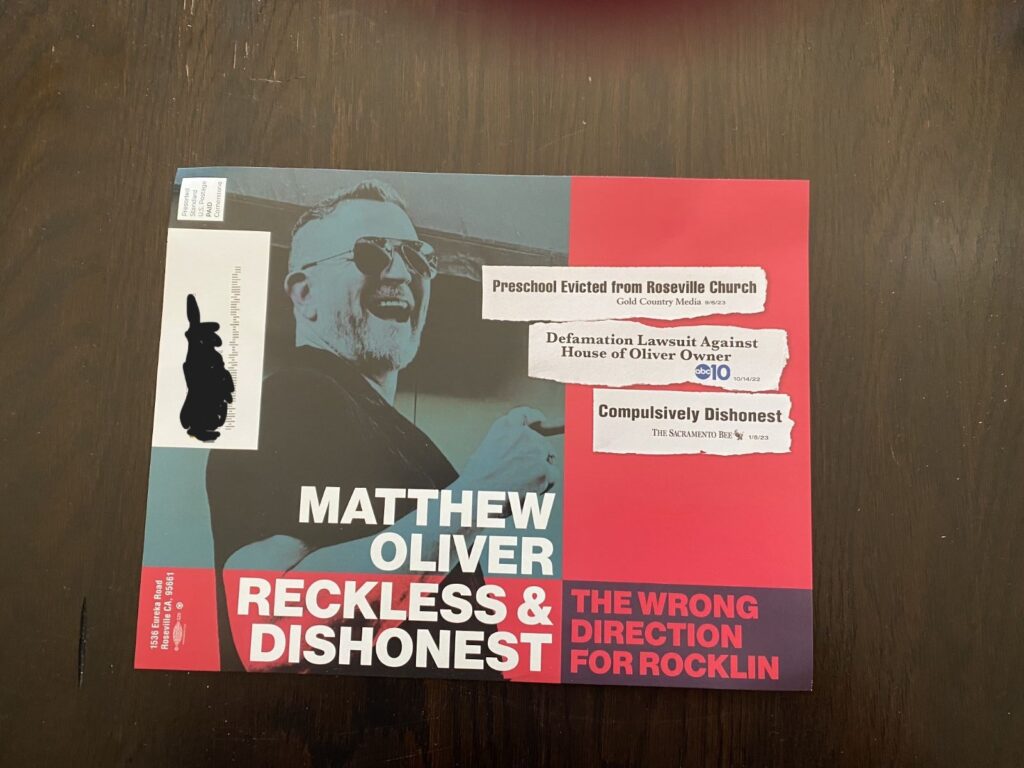 Presorted
Standard
U.S. Postage
PAID
Cornerstone
Preschool Evicted from Roseville Church
Gold Country Media 9/6/23
Defamation Lawsuit Against
House of Oliver Owner
abc10 10/14/22
Compulsively Dishonest
THE SACRAMENTO BEE 1/8/23
MATTHEW
OLIVER
RECKLESS &
DISHONEST
THE WRONG
DIRECTION
FOR ROCKLIN
1536 Eureka Road
Roseville CA, 95661